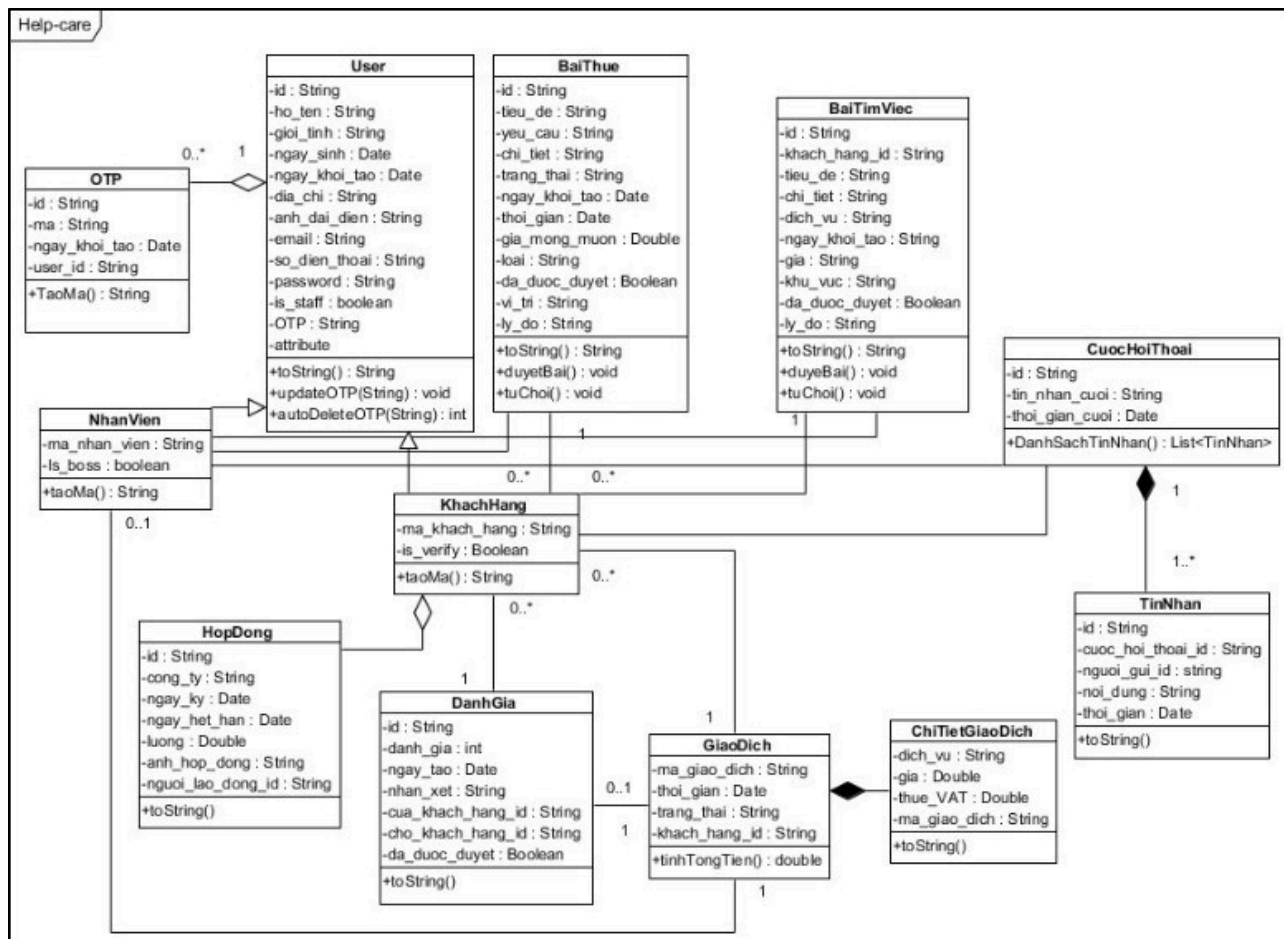 Help-care
User
-id : String
-ho_ten : String
-gioi_tinh : String
-ngay_sinh : Date
-ngay_khoi_tao : Date
-dia_chi : String
-anh_dai_dien : String
-email : String
-so_dien_thoai : String
-password : String
-is_staff : boolean
-OTP : String
-attribute
+toString() : String
+updateOTP(String) : void
+autoDeleteOTP(String) : int
BaiThue
-id : String
-tieu_de : String
-yeu_cau : String
-chi_tiet : String
-trang_thai : String
-ngay_khoi_tao : Date
-thoi_gian : Date
-gia_mong_muon : Double
-loai : String
-da_duoc_duyet : Boolean
-vi_tri : String
-ly_do : String
+toString() : String
+duyetBai() : void
+tuChoi() : void
BaiTimViec
-id : String
-khach_hang_id : String
-tieu_de : String
-chi_tiet : String
-dich_vu : String
-ngay_khoi_tao : String
-gia : String
-khu_vuc : String
-da_duoc_duyet : Boolean
-ly_do : String
+toString() : String
+duyeBai() : void
+tuChoi() : void
0..*
1
OTP
-id : String
-ma : String
-ngay_khoi_tao : Date
-user_id : String
+TaoMa() : String
CuocHoiThoai
-id : String
-tin_nhan_cuoi : String
-thoi_gian_cuoi : Date
+DanhSachTinNhan() : List<TinNhan>
NhanVien
-ma_nhan_vien : String
-Is_boss : boolean
+taoMa() : String
1
1
0..*
0..*
0..1
1
1..*
KhachHang
-ma_khach_hang : String
-is_verify : Boolean
+taoMa() : String
0..*
0..*
TinNhan
-id : String
-cuoc_hoi_thoai_id : String
-nguoi_gui_id : string
-noi_dung : String
-thoi_gian : Date
+toString()
HopDong
-id : String
-cong_ty : String
-ngay_ky : Date
-ngay_het_han : Date
-luong : Double
-anh_hop_dong : String
-nguoi_lao_dong_id : String
+toString()
1
1
DanhGia
-id : String
-danh_gia : int
-ngay_tao : Date
-nhan_xet : String
-cua_khach_hang_id : String
-cho_khach_hang_id : String
-da_duoc_duyet : Boolean
+toString()
0..1
1
GiaoDich
-ma_giao_dich : String
-thoi_gian : Date
-trang_thai : String
-khach_hang_id : String
+tinhTongTien() : double
1
ChiTietGiaoDich
-dich_vu : String
-gia : Double
-thue_VAT : Double
-ma_giao_dich : String
+toString()